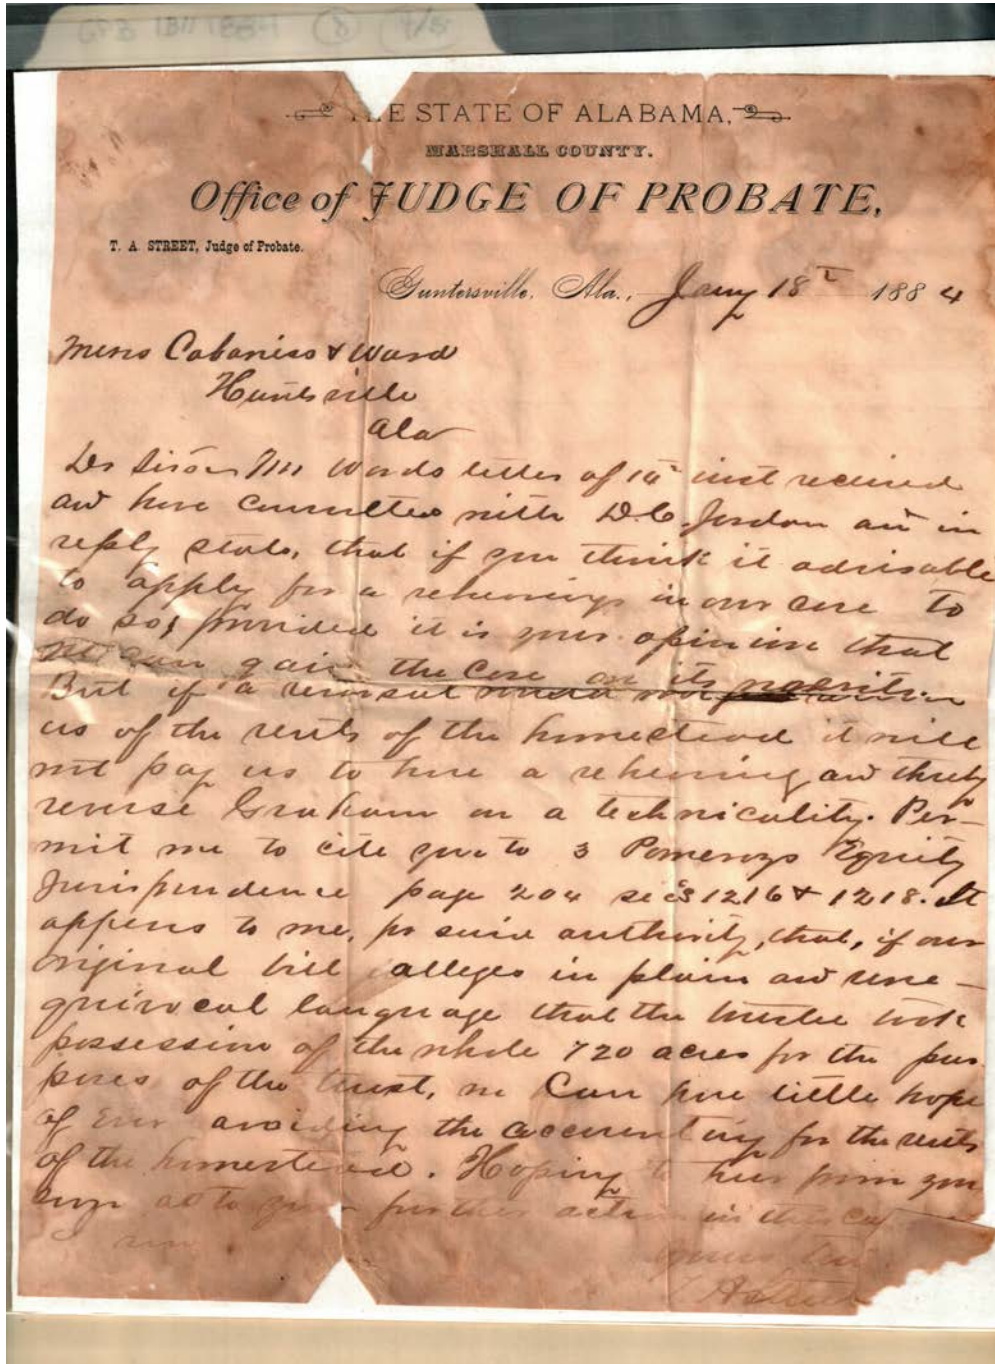 THE STATE OF ALABAMA,
MARSHALL COUNTY.
Office of JUDGE OF PROBATE,
T. A. STREET, Judge of Probate.
Guntersville, Ala., Jany 18 1884
Messrs Cabaniss & Ward
Huntsville
Ala
Dr Sirs Mr Wards letter of inst received
and have consulted with D.C. Jordan and in
reply state, that if you think it advisable
to apply for a rehearing in our case to
do so, provided it is your opinion that
we can gain the case on its merits.
But if a reversal would not
us of the rents of the homestead it will
not pay us to have a rehearing and thereby
reverse Graham on a technicality. Per-
mit me to cite you to 3 Pomeroys Equity
Jurisprudence page 204 secs 1216 & 1218. It
appears to me, per said authority, that, if our
original bill alleges in plain and une-
quivocal language that the trustee took
possession of the whole 720 acres for the pur-
poses of the trust, we can have little hope
of ever avoiding the accounting for the rents
of the homestead. Hoping to hear from you
as to your further action in this